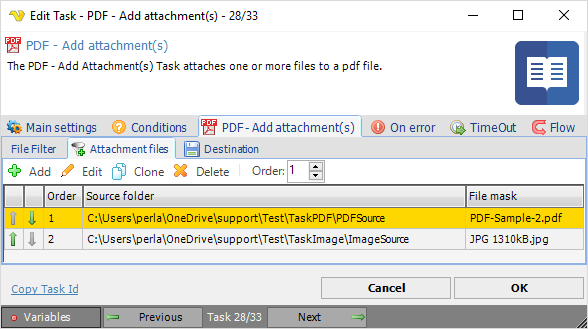 Edit Task - PDF - Add attachment(s) - 28/33
PDF - Add attachment(s)
The PDF - Add Attachment(s) Task attaches one or more files to a pdf file.
Main settings Conditions PDF - Add attachment(s) On error TimeOut Flow
File Filter Attachment files Destination
Add Edit Clone Delete Order: 1
Order Source folder File mask
1 C:\Users\perla\OneDrive\support\Test\TaskPDF\PDFSource PDF-Sample-2.pdf
2 C:\Users\perla\OneDrive\support\Test\TaskImage\ImageSource JPG 1310kB.jpg
Copy Task Id Cancel OK
Variables Previous Task 28/33 Next